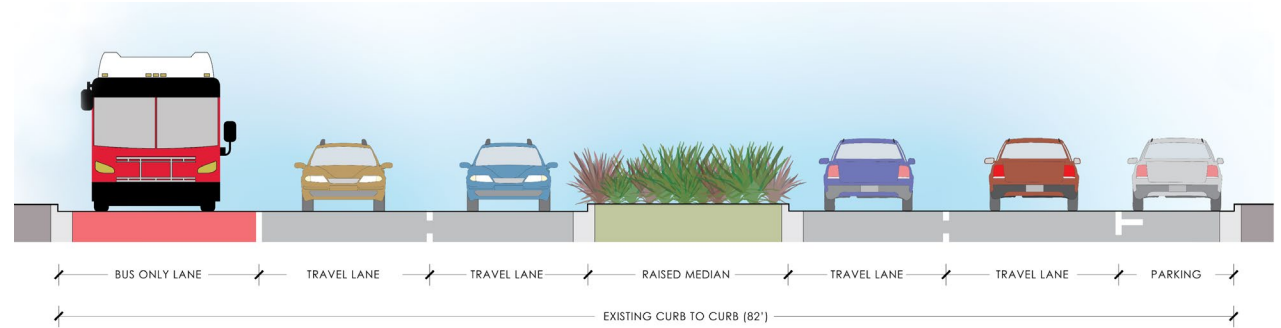 BUS ONLY LANE
TRAVEL LANE
TRAVEL LANE
RAISED MEDIAN
TRAVEL LANE
TRAVEL LANE
PARKING
EXISTING CURB TO CURB (82')